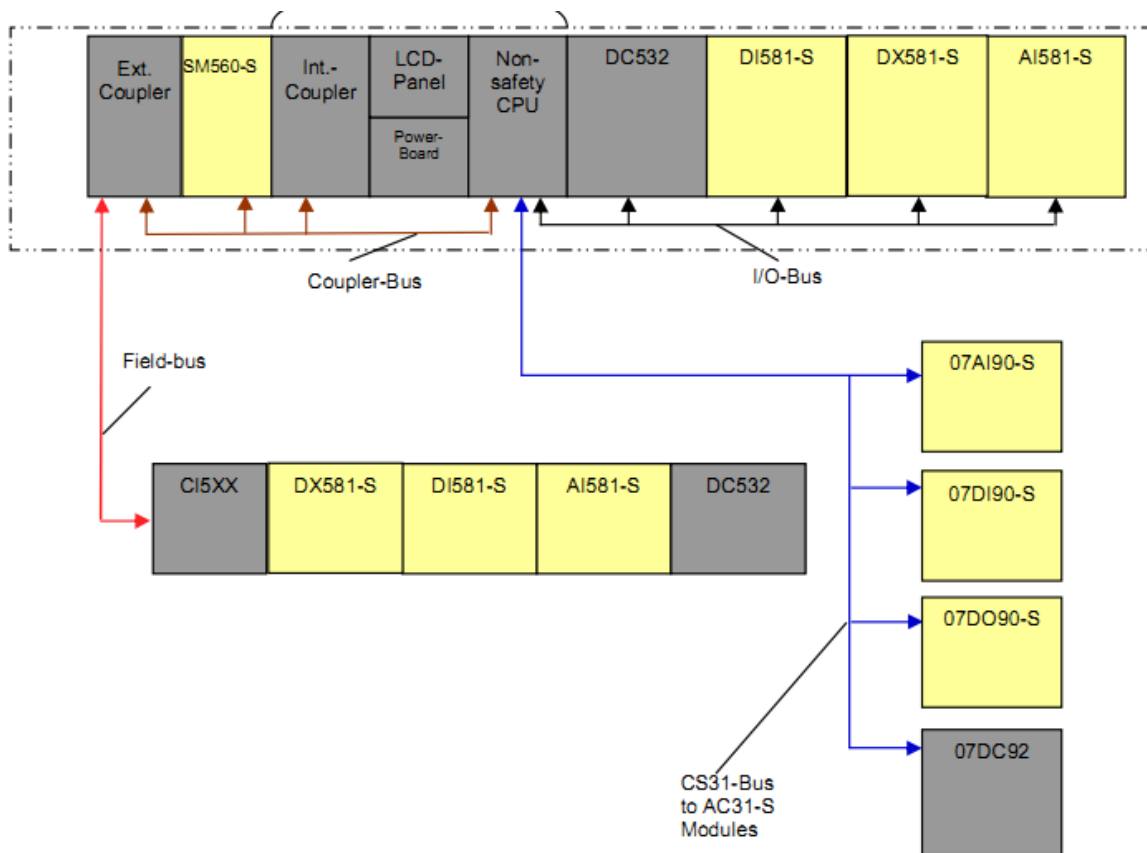 Ext.
Coupler
SM560-S
Int.-
Coupler
LCD-
Panel
Power-
Board
Non-
safety
CPU
DC532
DI581-S
DX581-S
AI581-S
Coupler-Bus
I/O-Bus
Field-bus
07AI90-S
CI5XX
DX581-S
DI581-S
AI581-S
DC532
07DI90-S
07DO90-S
07DC92
CS31-Bus
to AC31-S
Modules